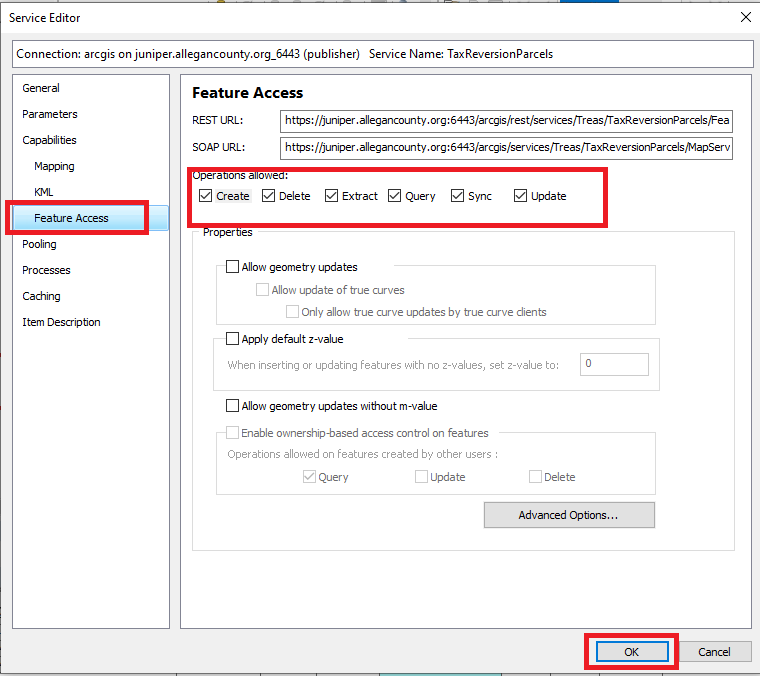 Service Editor
Connection: arcgis on juniper.allegancounty.org_6443 (publisher)   Service Name: TaxReversionParcels
General
Parameters
Capabilities
Mapping
KML
Feature Access
Pooling
Processes
Caching
Item Description
Feature Access
REST URL: https://juniper.allegancounty.org:6443/arcgis/rest/services/Treas/TaxReversionParcels/Fea
SOAP URL: https://juniper.allegancounty.org:6443/arcgis/services/Treas/TaxReversionParcels/MapServ
Operations allowed:
Create Delete Extract Query Sync Update
Properties
Allow geometry updates
Allow update of true curves
Only allow true curve updates by true curve clients
Apply default z-value
When inserting or updating features with no z-values, set z-value to: 0
Allow geometry updates without m-value
Enable ownership-based access control on features
Operations allowed on features created by other users :
Query Update Delete
Advanced Options...
OK Cancel